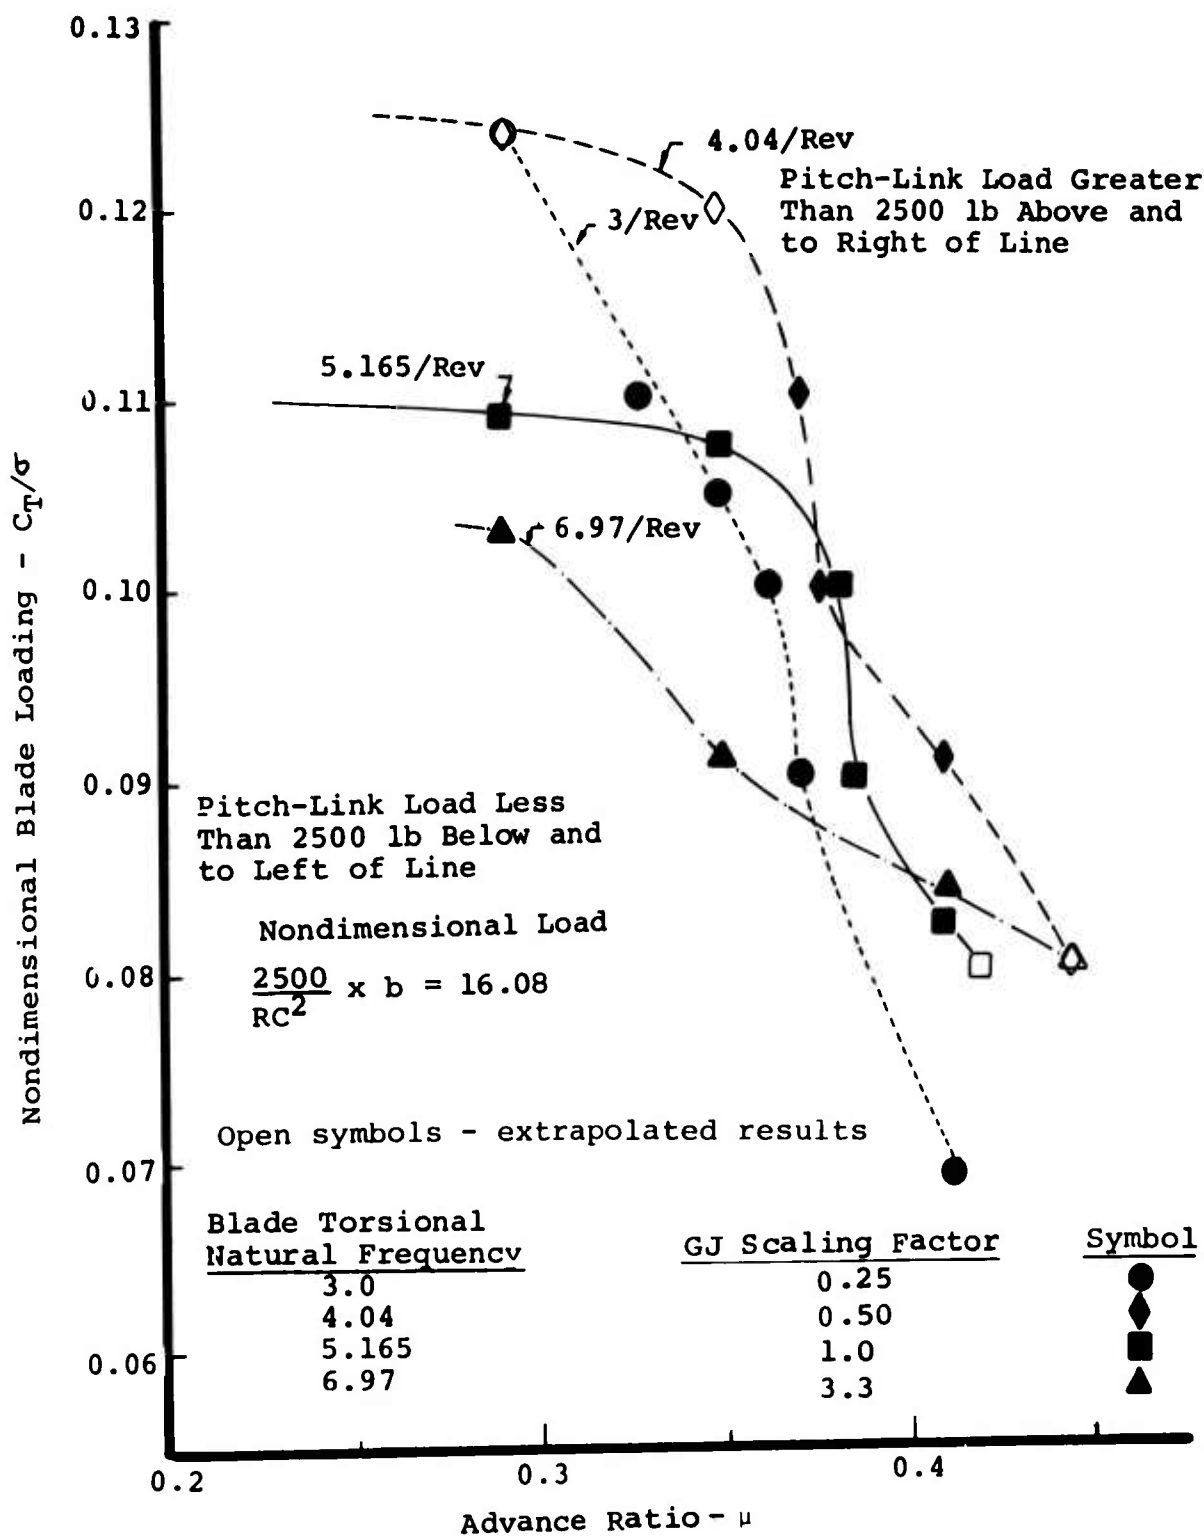 0.13
4.04/Rev
Pitch-Link Load Greater
Than 2500 lb Above and
to Right of Line
0.12
3/Rev
5.165/Rev
0.11
6.97/Rev
0.10
Nondimensional Blade Loading - CT/σ
0.09
Pitch-Link Load Less
Than 2500 lb Below and
to Left of Line
Nondimensional Load
2500
RC² x b = 16.08
0.08
Open symbols - extrapolated results
0.07
Blade Torsional
Natural Frequency GJ Scaling Factor Symbol
3.0 0.25
4.04 0.50
5.165 1.0
0.06
6.97 3.3
0.2 0.3 0.4
Advance Ratio - μ